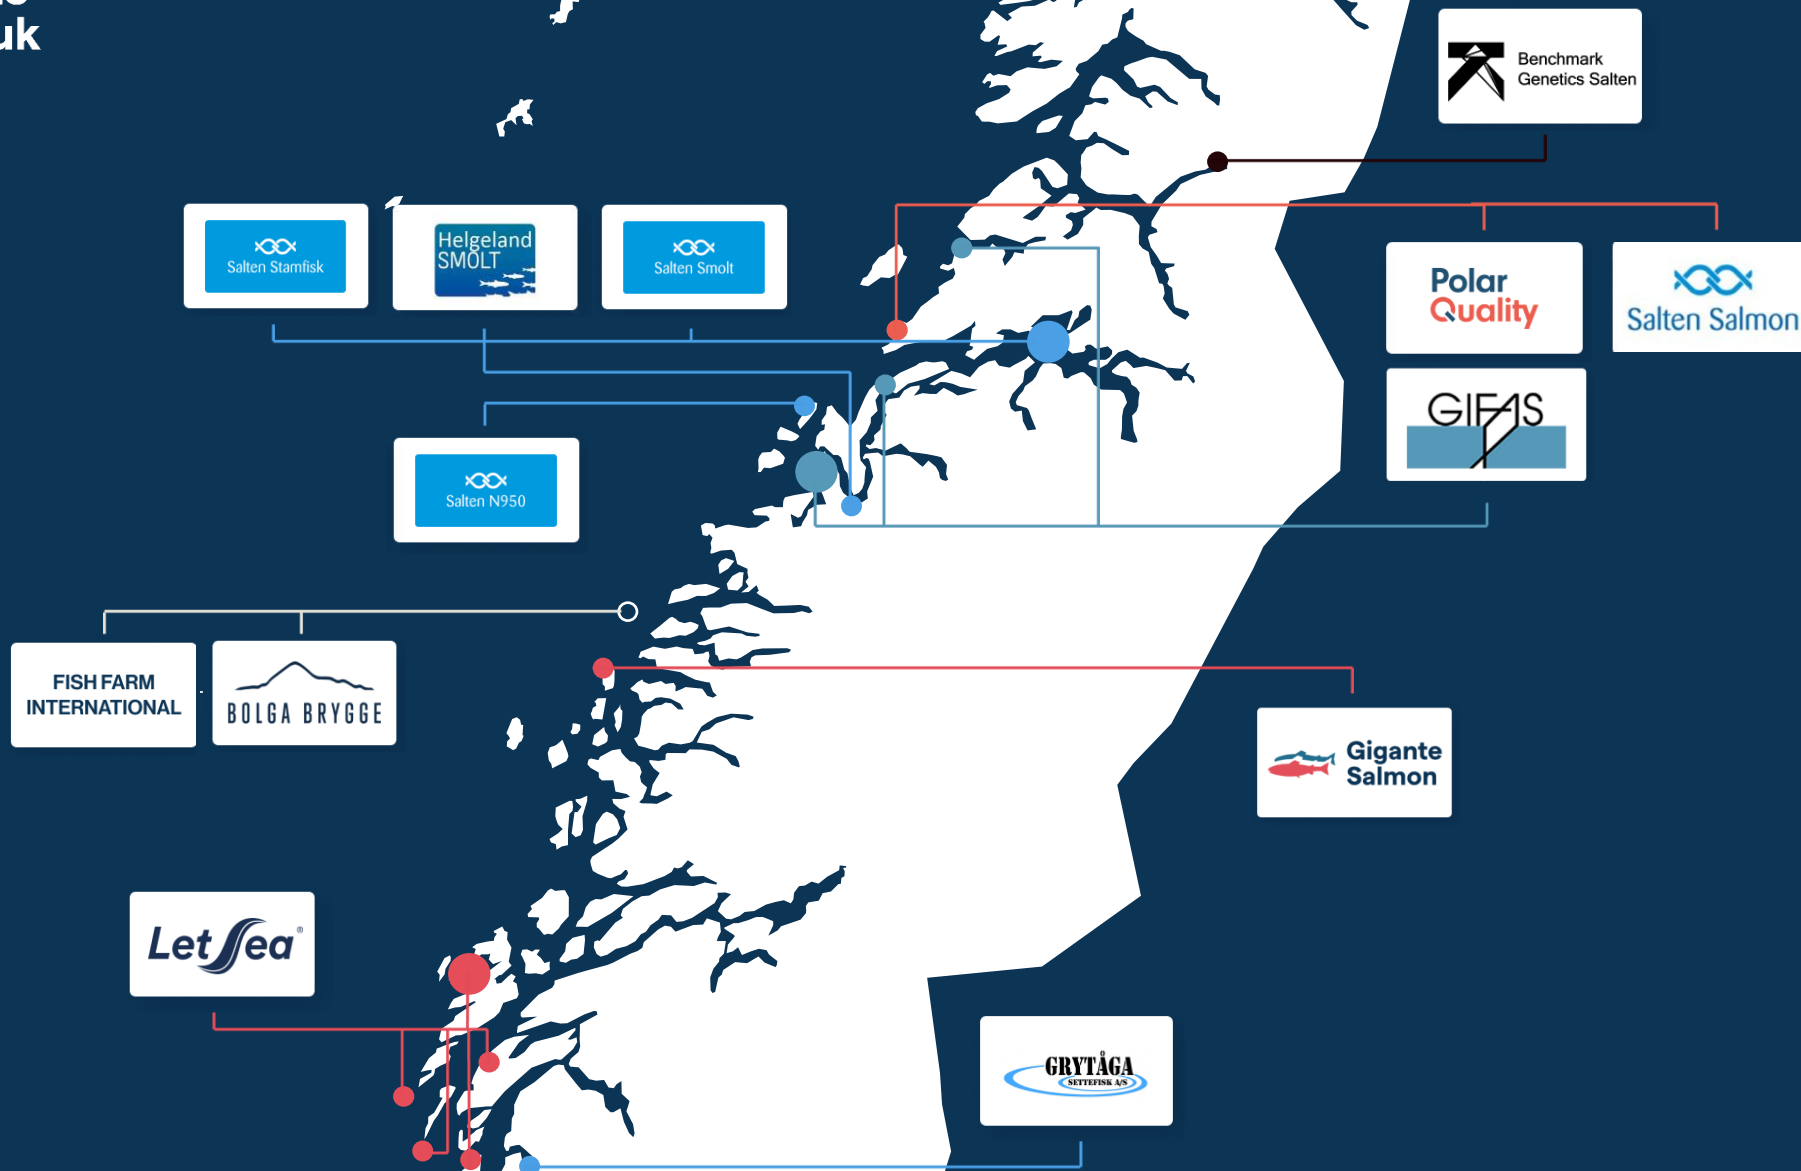 uk
Benchmark
Genetics Salten
Salten Stamfisk
Helgeland
SMOLT
Salten Smolt
Polar
Quality
Salten Salmon
GIFAS
Salten N950
FISH FARM
INTERNATIONAL
BOLGA BRYGGE
Gigante
Salmon
LetSea®
GRYTÅGA
SETTEFISK A/S